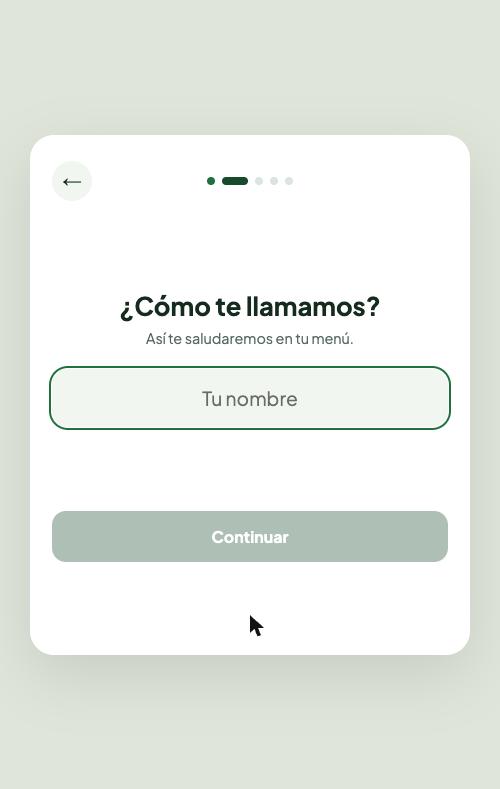 ←
¿Cómo te llamamos?
Así te saludaremos en tu menú.
Tu nombre
Continuar